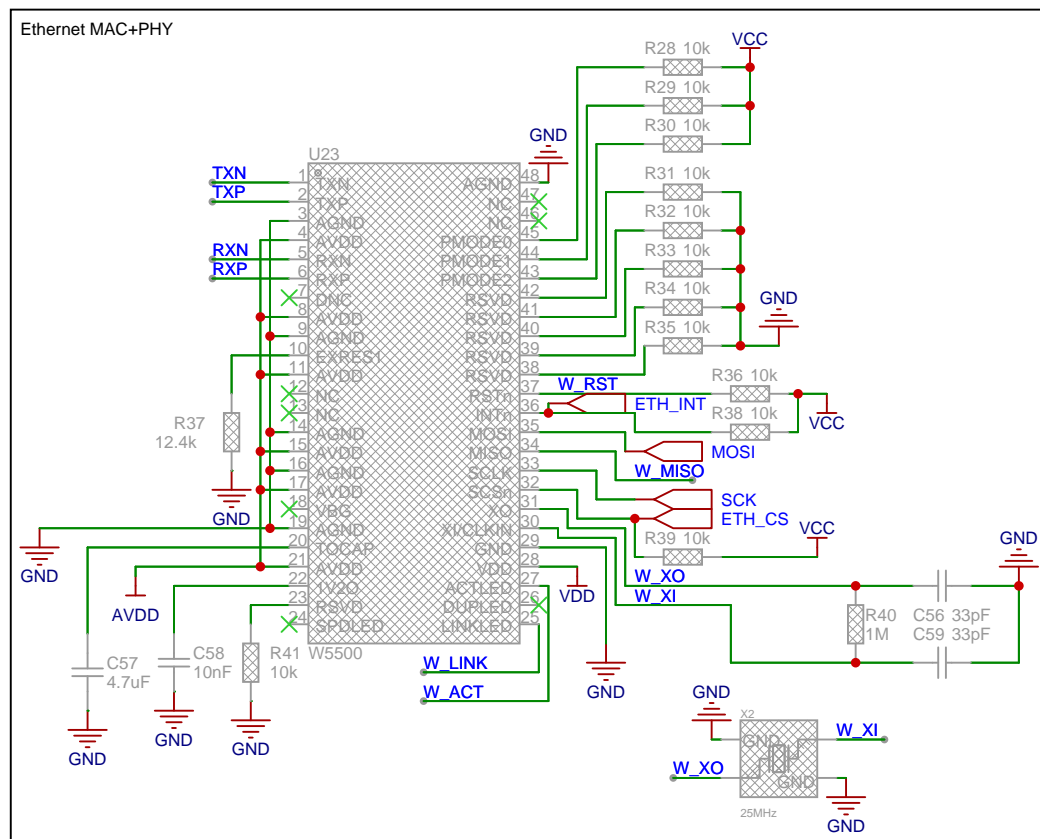 Ethernet MAC+PHY
VCC
R28 10k
R29 10k
R30 10k
GND
U23
TXN
1
TXN
AGND
48
TXP
2
TXP
NC
47
3
AGND
NC
46
4
AVDD
PMODE0
45
RXN
5
RXN
PMODE1
44
RXP
6
RXP
PMODE2
43
7
DNC
RSVD
42
8
AVDD
RSVD
41
9
AGND
RSVD
40
10
EXRES1
RSVD
39
11
AVDD
RSVD
38
12
NC
RSTn
37
13
NC
INTn
36
14
AGND
MOSI
35
15
AVDD
MISO
34
16
AGND
SCLK
33
17
AVDD
SCSn
32
18
VBG
XO
31
19
AGND
XI/CLKIN
30
20
TOCAP
GND
29
21
AVDD
VDD
28
22
1V2O
ACTLED
27
23
RSVD
DUPLED
26
24
SPDLED
LINKLED
25
W5500
R31 10k
R32 10k
R33 10k
R34 10k
R35 10k
GND
W_RST
R36 10k
ETH_INT
R38 10k
VCC
MOSI
W_MISO
SCK
ETH_CS
R39 10k
VCC
GND
W_XO
W_XI
VDD
R40
1M
C56 33pF
C59 33pF
R37
12.4k
GND
GND
AVDD
C57
4.7uF
C58
10nF
R41
10k
GND
GND
GND
W_LINK
W_ACT
GND
GND
X2
GND
W_XI
W_XO
GND
25MHz
GND